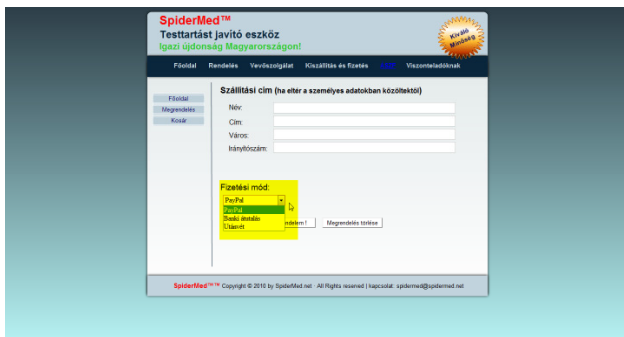 SpiderMed™
Testtartást javító eszköz
Igazi újdonság Magyarországon!
Kiváló
Minőség
Főoldal Rendelés Vevőszolgálat Kiszállítás és fizetés Viszonteladóknak
Főoldal
Megrendelés
Kosár
Szállítási cím (ha eltér a személyes adatokban közöltektől)
Név:
Cím:
Város:
Irányítószám:
Fizetési mód:
PayPal
PayPal
Banki átutalás
Utánvét
Megrendelés törlése
SpiderMed™™ Copyright © 2010 by SpiderMed.net · All Rights reserved | kapcsolat: spidermed@spidermed.net